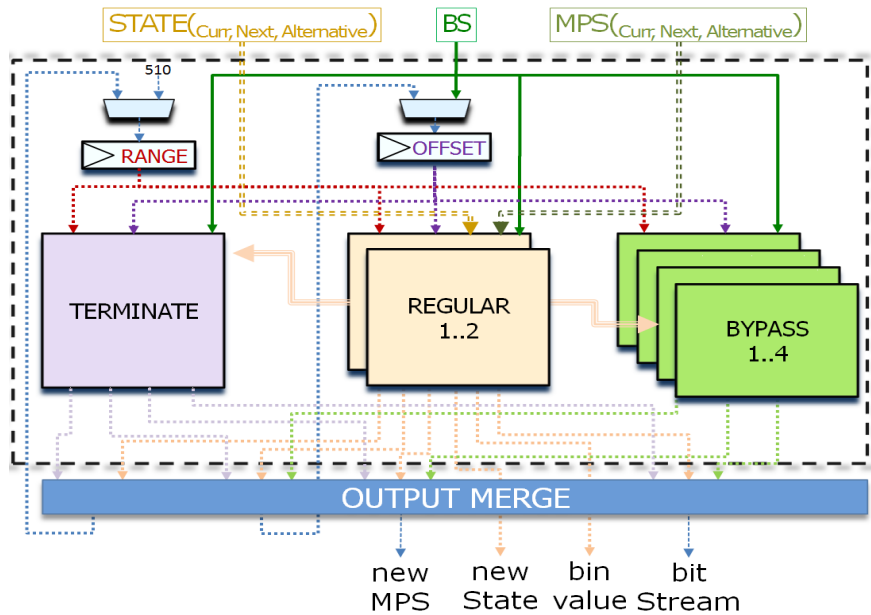 STATE(Curr, Next, Alternative)
BS
MPS(Curr, Next, Alternative)
510
RANGE
OFFSET
TERMINATE
REGULAR
1..2
BYPASS
1..4
OUTPUT MERGE
new
MPS
new
State
bin
value
bit
Stream